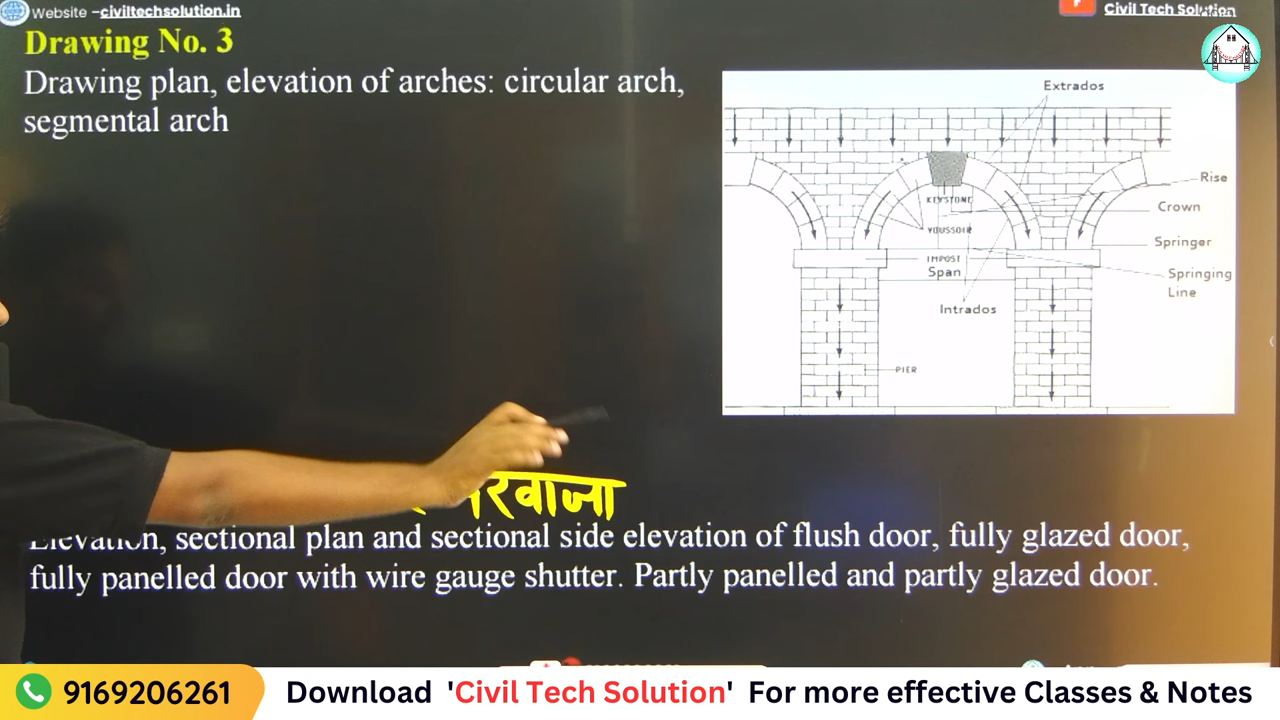 Website -civiltechsolution.in
Civil Tech Solution
Drawing No. 3
Drawing plan, elevation of arches: circular arch,
segmental arch
Extrados
Rise
KEYSTONE
Crown
VOUSSOIR
Springer
IMPOST
Span
Springing
Line
Intrados
PIER
दरवाजा
Elevation, sectional plan and sectional side elevation of flush door, fully glazed door,
fully panelled door with wire gauge shutter. Partly panelled and partly glazed door.
9169206261
Download 'Civil Tech Solution' For more effective Classes & Notes